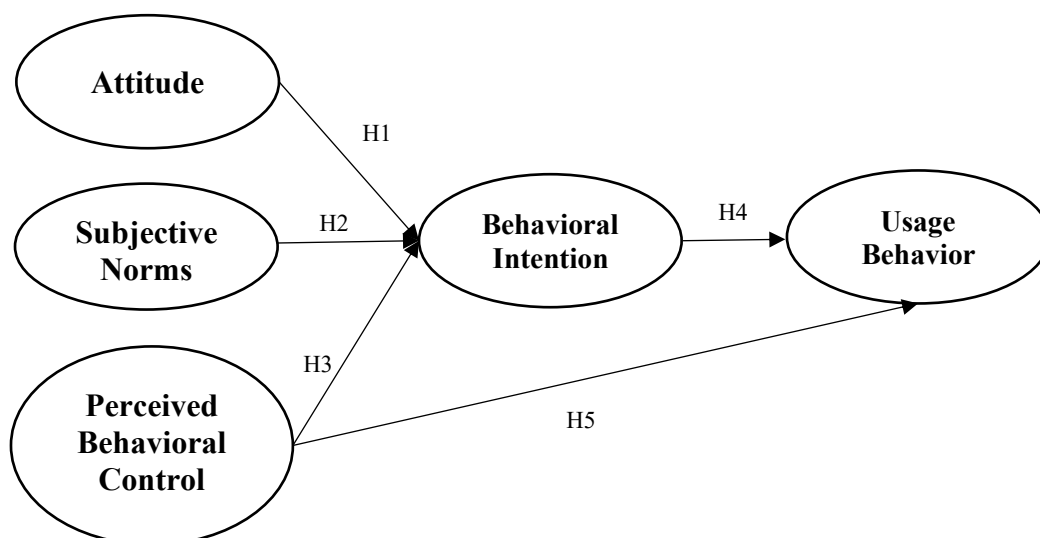 Attitude
H1
Subjective
Norms
H2
Behavioral
Intention
H4
Usage
Behavior
H3
Perceived
Behavioral
Control
H5